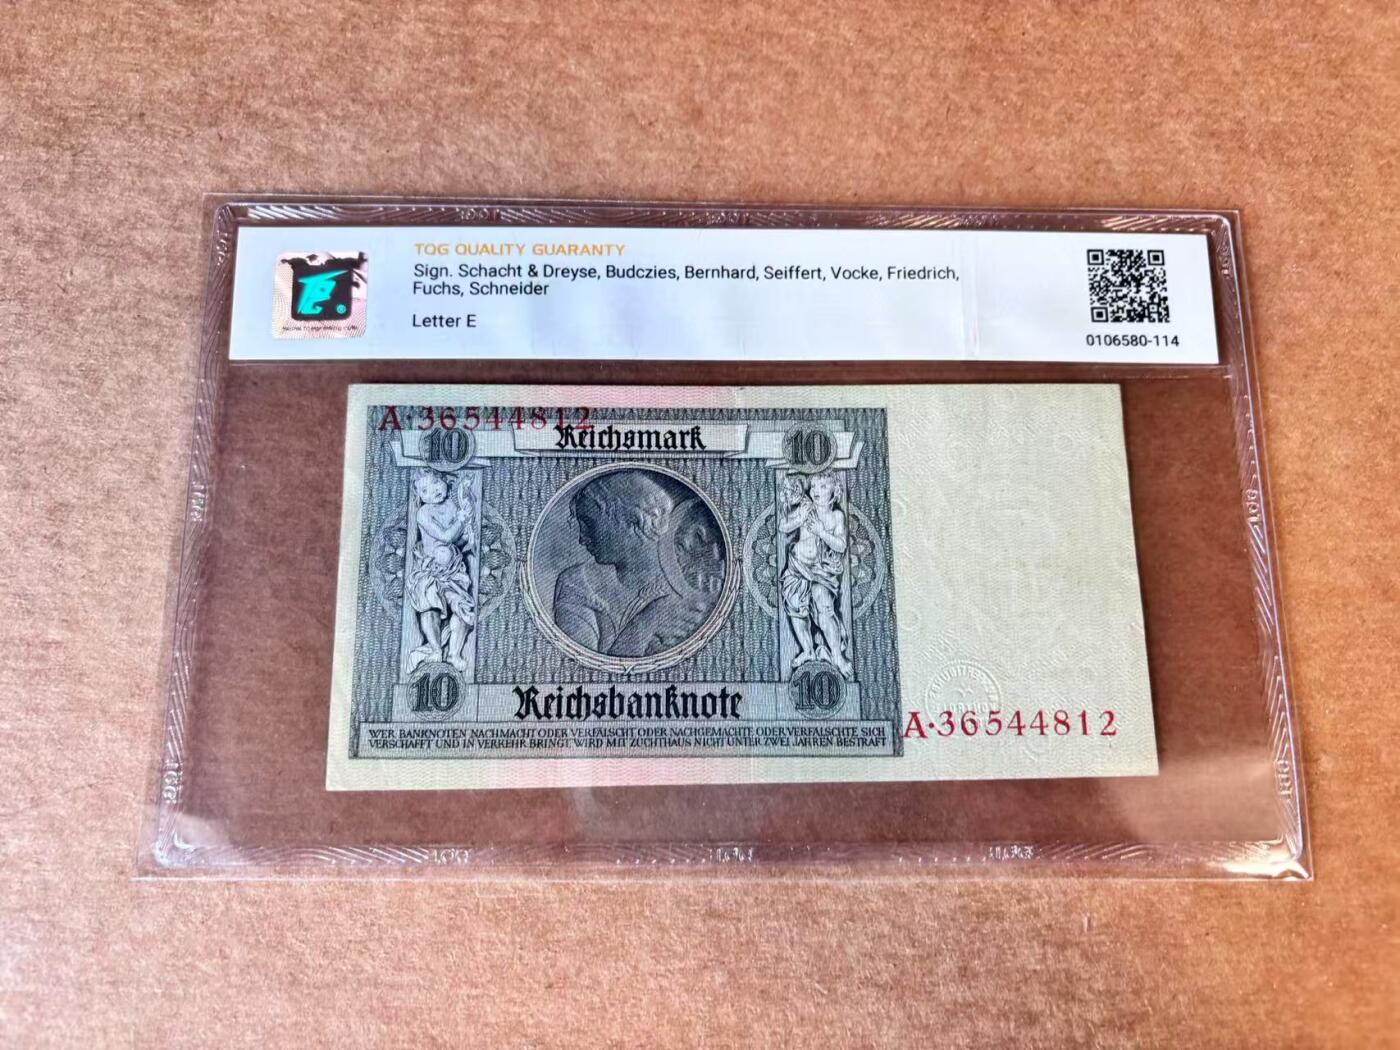 TQG QUALITY GUARANTY
Sign. Schacht & Dreyse, Budczies, Bernhard, Seiffert, Vocke, Friedrich,
Fuchs, Schneider
Letter E
0106580-114
A·36544812
10 Reichsmark 10
10 Reichsbanknote 10
WER BANKNOTEN NACHMACHT ODER VERFÄLSCHT ODER NACHGEMACHTE ODER VERFÄLSCHTE SICH
VERSCHAFFT UND IN VERKEHR BRINGT, WIRD MIT ZUCHTHAUS NICHT UNTER ZWEI JAHREN BESTRAFT
A·36544812